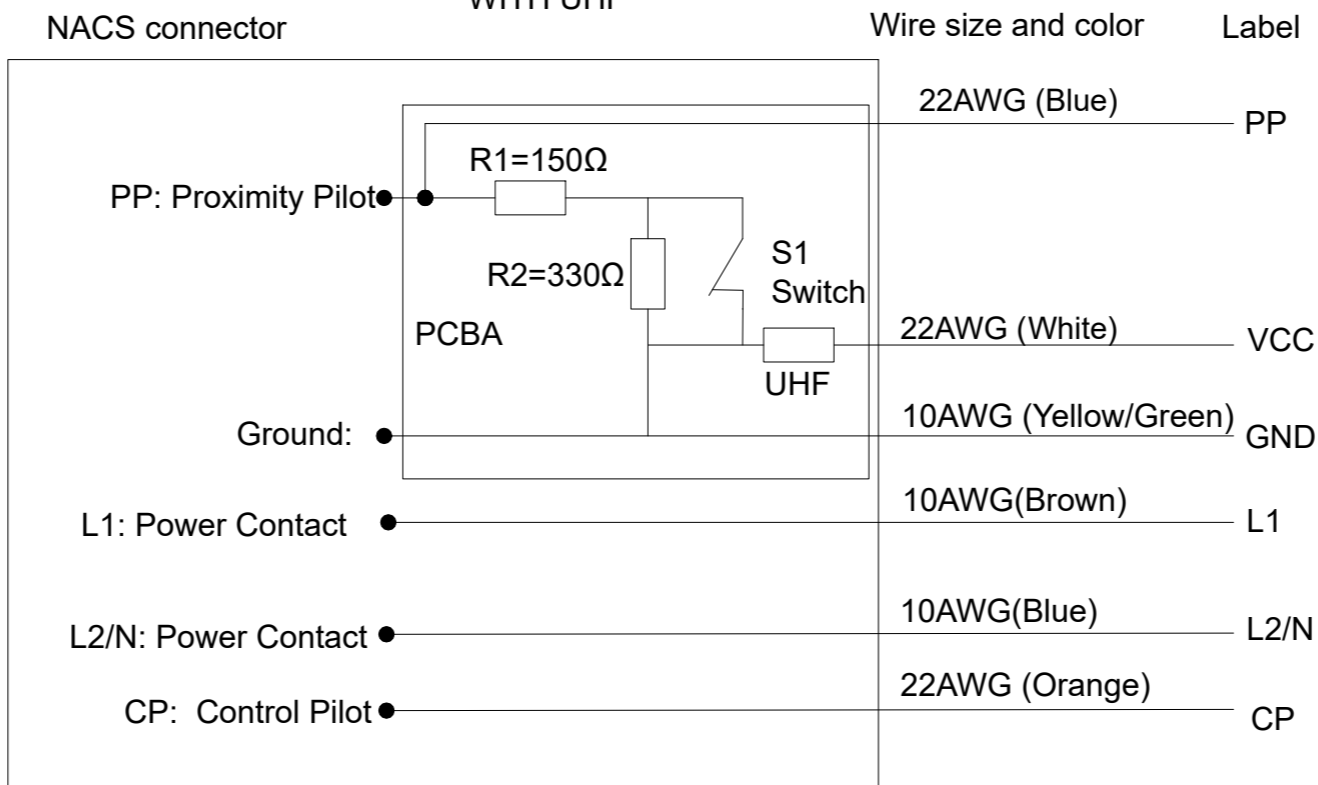 WITH UHF
NACS connector
Wire size and color
Label
22AWG (Blue)
PP
R1=150Ω
PP: Proximity Pilot
S1
Switch
R2=330Ω
PCBA
22AWG (White)
VCC
UHF
10AWG (Yellow/Green)
Ground:
GND
10AWG(Brown)
L1: Power Contact
L1
10AWG(Blue)
L2/N: Power Contact
L2/N
22AWG (Orange)
CP: Control Pilot
CP